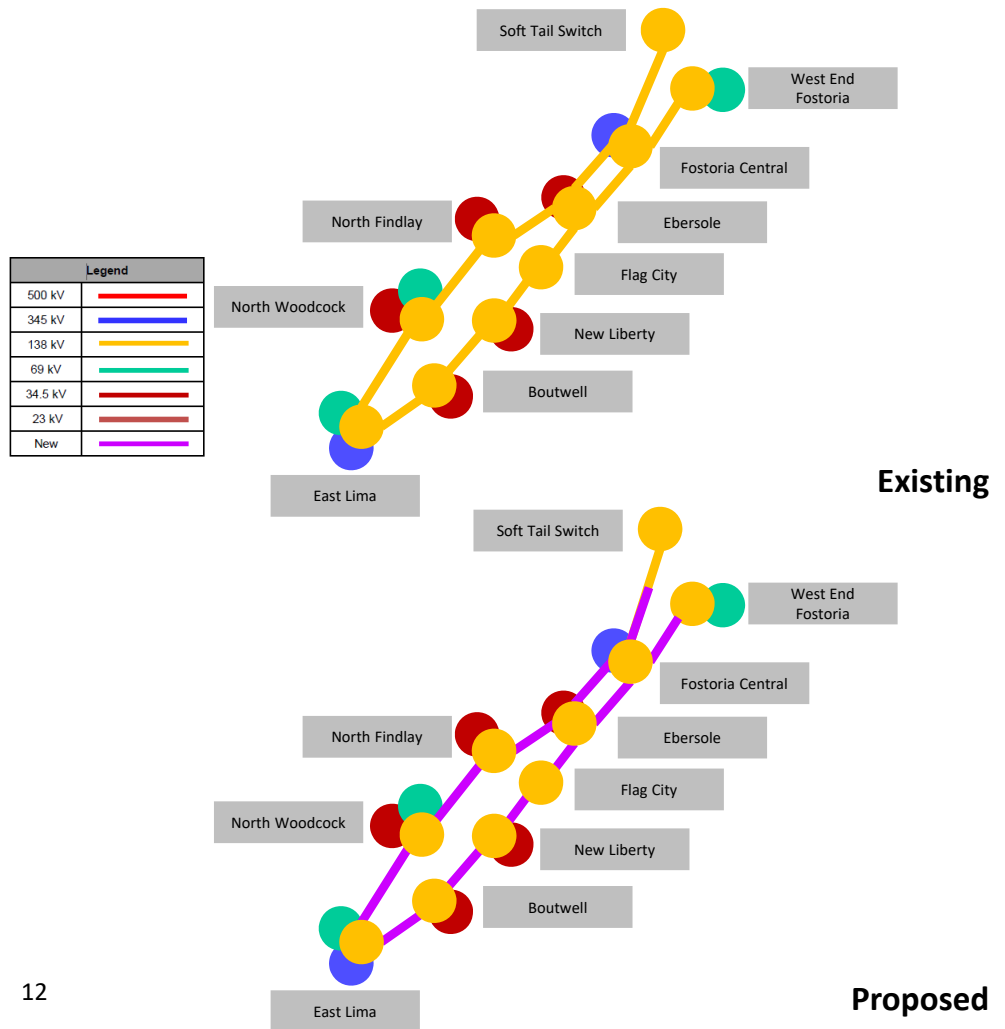 Soft Tail Switch
West End
Fostoria
Fostoria Central
North Findlay
Ebersole
Flag City
Legend
500 kV
345 kV
138 kV
69 kV
34.5 kV
23 kV
New
North Woodcock
New Liberty
Boutwell
East Lima
Existing
Soft Tail Switch
West End
Fostoria
Fostoria Central
North Findlay
Ebersole
Flag City
North Woodcock
New Liberty
Boutwell
East Lima
12
Proposed